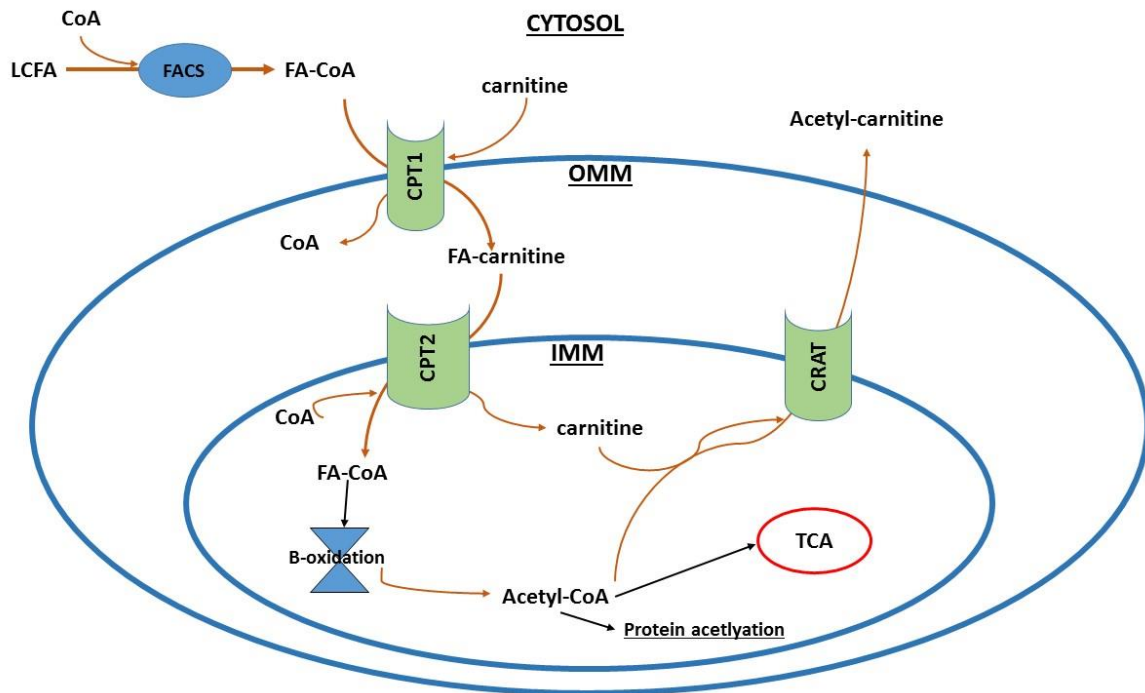 CoA
CYTOSOL
LCFA
FACS
FA-CoA
carnitine
Acetyl-carnitine
CPT1
OMM
CoA
FA-carnitine
CPT2
IMM
CRAT
CoA
carnitine
FA-CoA
TCA
B-oxidation
Acetyl-CoA
Protein acetlyation